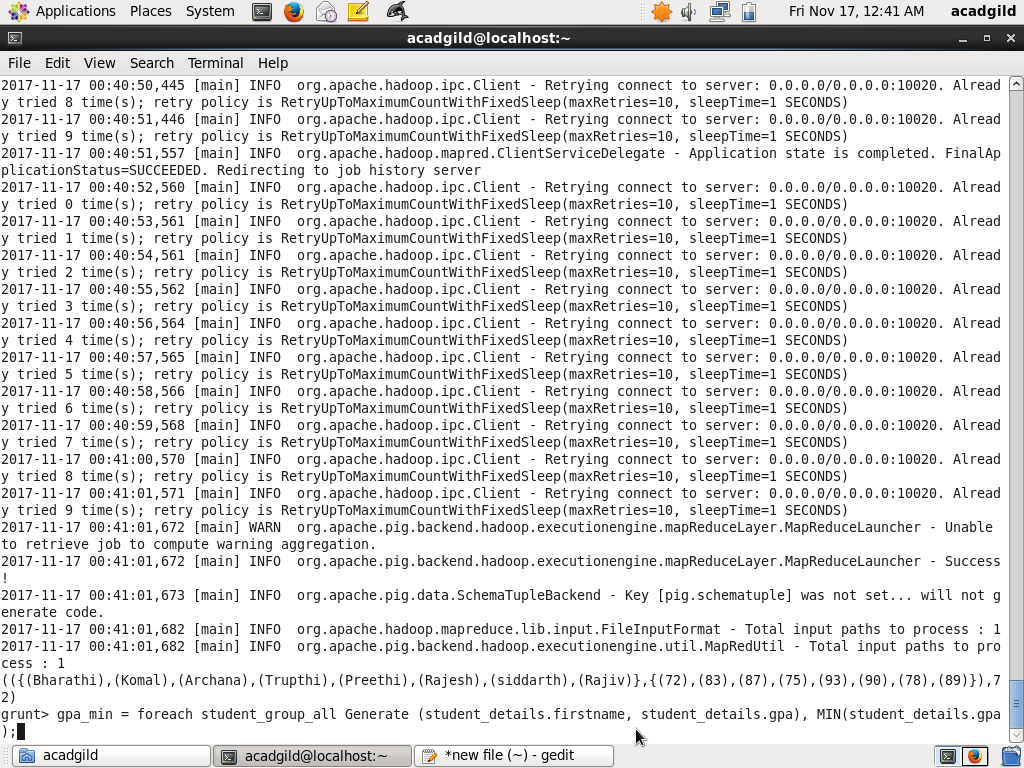 Applications Places System Fri Nov 17, 12:41 AM acadgild
acadgild@localhost:~
File Edit View Search Terminal Help
2017-11-17 00:40:50,445 [main] INFO  org.apache.hadoop.ipc.Client - Retrying connect to server: 0.0.0.0/0.0.0.0:10020. Alread
y tried 8 time(s); retry policy is RetryUpToMaximumCountWithFixedSleep(maxRetries=10, sleepTime=1 SECONDS)
2017-11-17 00:40:51,446 [main] INFO  org.apache.hadoop.ipc.Client - Retrying connect to server: 0.0.0.0/0.0.0.0:10020. Alread
y tried 9 time(s); retry policy is RetryUpToMaximumCountWithFixedSleep(maxRetries=10, sleepTime=1 SECONDS)
2017-11-17 00:40:51,557 [main] INFO  org.apache.hadoop.mapred.ClientServiceDelegate - Application state is completed. FinalAp
plicationStatus=SUCCEEDED. Redirecting to job history server
2017-11-17 00:40:52,560 [main] INFO  org.apache.hadoop.ipc.Client - Retrying connect to server: 0.0.0.0/0.0.0.0:10020. Alread
y tried 0 time(s); retry policy is RetryUpToMaximumCountWithFixedSleep(maxRetries=10, sleepTime=1 SECONDS)
2017-11-17 00:40:53,561 [main] INFO  org.apache.hadoop.ipc.Client - Retrying connect to server: 0.0.0.0/0.0.0.0:10020. Alread
y tried 1 time(s); retry policy is RetryUpToMaximumCountWithFixedSleep(maxRetries=10, sleepTime=1 SECONDS)
2017-11-17 00:40:54,561 [main] INFO  org.apache.hadoop.ipc.Client - Retrying connect to server: 0.0.0.0/0.0.0.0:10020. Alread
y tried 2 time(s); retry policy is RetryUpToMaximumCountWithFixedSleep(maxRetries=10, sleepTime=1 SECONDS)
2017-11-17 00:40:55,562 [main] INFO  org.apache.hadoop.ipc.Client - Retrying connect to server: 0.0.0.0/0.0.0.0:10020. Alread
y tried 3 time(s); retry policy is RetryUpToMaximumCountWithFixedSleep(maxRetries=10, sleepTime=1 SECONDS)
2017-11-17 00:40:56,564 [main] INFO  org.apache.hadoop.ipc.Client - Retrying connect to server: 0.0.0.0/0.0.0.0:10020. Alread
y tried 4 time(s); retry policy is RetryUpToMaximumCountWithFixedSleep(maxRetries=10, sleepTime=1 SECONDS)
2017-11-17 00:40:57,565 [main] INFO  org.apache.hadoop.ipc.Client - Retrying connect to server: 0.0.0.0/0.0.0.0:10020. Alread
y tried 5 time(s); retry policy is RetryUpToMaximumCountWithFixedSleep(maxRetries=10, sleepTime=1 SECONDS)
2017-11-17 00:40:58,566 [main] INFO  org.apache.hadoop.ipc.Client - Retrying connect to server: 0.0.0.0/0.0.0.0:10020. Alread
y tried 6 time(s); retry policy is RetryUpToMaximumCountWithFixedSleep(maxRetries=10, sleepTime=1 SECONDS)
2017-11-17 00:40:59,568 [main] INFO  org.apache.hadoop.ipc.Client - Retrying connect to server: 0.0.0.0/0.0.0.0:10020. Alread
y tried 7 time(s); retry policy is RetryUpToMaximumCountWithFixedSleep(maxRetries=10, sleepTime=1 SECONDS)
2017-11-17 00:41:00,570 [main] INFO  org.apache.hadoop.ipc.Client - Retrying connect to server: 0.0.0.0/0.0.0.0:10020. Alread
y tried 8 time(s); retry policy is RetryUpToMaximumCountWithFixedSleep(maxRetries=10, sleepTime=1 SECONDS)
2017-11-17 00:41:01,571 [main] INFO  org.apache.hadoop.ipc.Client - Retrying connect to server: 0.0.0.0/0.0.0.0:10020. Alread
y tried 9 time(s); retry policy is RetryUpToMaximumCountWithFixedSleep(maxRetries=10, sleepTime=1 SECONDS)
2017-11-17 00:41:01,672 [main] WARN  org.apache.pig.backend.hadoop.executionengine.mapReduceLayer.MapReduceLauncher - Unable
to retrieve job to compute warning aggregation.
2017-11-17 00:41:01,672 [main] INFO  org.apache.pig.backend.hadoop.executionengine.mapReduceLayer.MapReduceLauncher - Success
!
2017-11-17 00:41:01,673 [main] INFO  org.apache.pig.data.SchemaTupleBackend - Key [pig.schematuple] was not set... will not g
enerate code.
2017-11-17 00:41:01,682 [main] INFO  org.apache.hadoop.mapreduce.lib.input.FileInputFormat - Total input paths to process : 1
2017-11-17 00:41:01,682 [main] INFO  org.apache.pig.backend.hadoop.executionengine.util.MapRedUtil - Total input paths to pro
cess : 1
(({(Bharathi),(Komal),(Archana),(Trupthi),(Preethi),(Rajesh),(siddarth),(Rajiv)},{(72),(83),(87),(75),(93),(90),(78),(89)}),7
2)
grunt> gpa_min = foreach student_group_all Generate (student_details.firstname, student_details.gpa), MIN(student_details.gpa
);
acadgild acadgild@localhost:~ *new file (~) - gedit